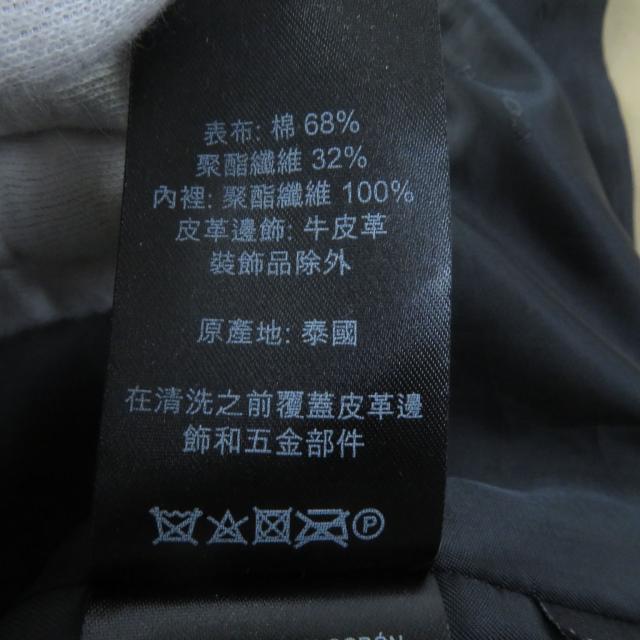 表布: 棉 68%
聚酯纖維 32%
內裡: 聚酯纖維 100%
皮革邊飾: 牛皮革
裝飾品除外
原產地: 泰國
在清洗之前覆蓋皮革邊
飾和五金部件
P